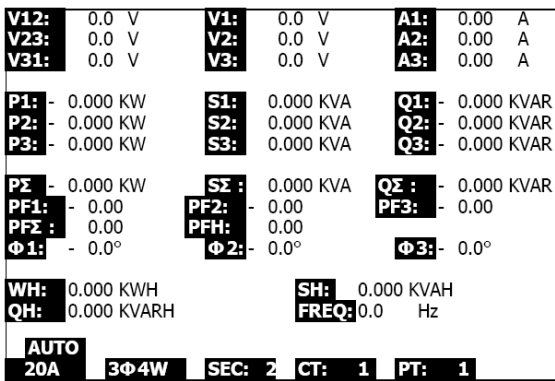 V12: 0.0 V V1: 0.0 V A1: 0.00 A
V23: 0.0 V V2: 0.0 V A2: 0.00 A
V31: 0.0 V V3: 0.0 V A3: 0.00 A
P1: - 0.000 KW S1: 0.000 KVA Q1: - 0.000 KVAR
P2: - 0.000 KW S2: 0.000 KVA Q2: - 0.000 KVAR
P3: - 0.000 KW S3: 0.000 KVA Q3: - 0.000 KVAR
PΣ - 0.000 KW SΣ : 0.000 KVA QΣ : - 0.000 KVAR
PF1: - 0.00 PF2: - 0.00 PF3: - 0.00
PFΣ : 0.00 PFH: 0.00
Φ1: - 0.0° Φ2: - 0.0° Φ3: - 0.0°
WH: 0.000 KWH SH: 0.000 KVAH
QH: 0.000 KVARH FREQ: 0.0 Hz
AUTO
20A 3Φ4W SEC: 2 CT: 1 PT: 1